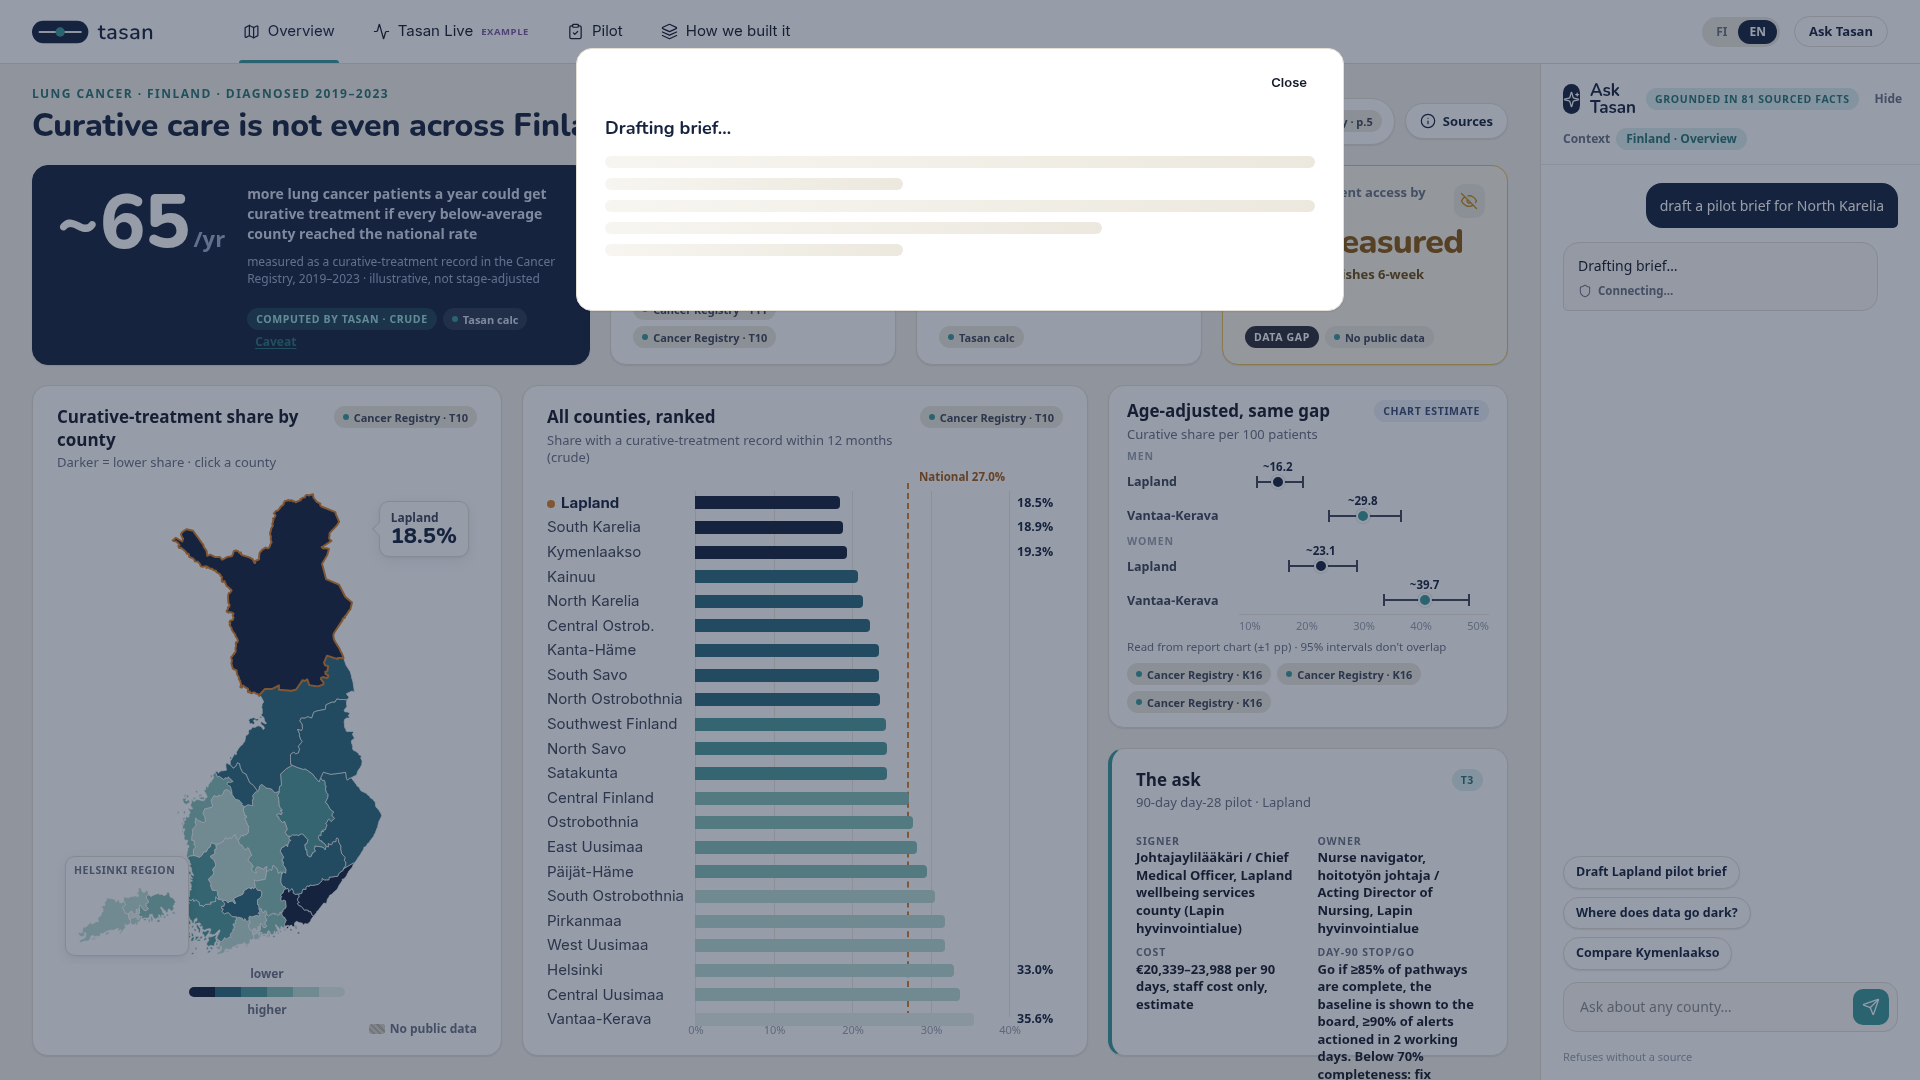 tasan
Overview
Tasan Live EXAMPLE
Pilot
How we built it
FI EN
Ask Tasan
LUNG CANCER · FINLAND · DIAGNOSED 2019–2023
Curative care is not even across Finla
y · p.5
Sources
Close
Drafting brief…
~65/yr
more lung cancer patients a year could get
curative treatment if every below-average
county reached the national rate
measured as a curative-treatment record in the Cancer
Registry, 2019–2023 · illustrative, not stage-adjusted
COMPUTED BY TASAN · CRUDE
Tasan calc
Caveat
Cancer Registry · T10
Tasan calc
ent access by
easured
ishes 6-week
DATA GAP
No public data
Curative-treatment share by
county
Cancer Registry · T10
Darker = lower share · click a county
Lapland
18.5%
HELSINKI REGION
lower
higher
No public data
All counties, ranked
Cancer Registry · T10
Share with a curative-treatment record within 12 months
(crude)
National 27.0%
Lapland 18.5%
South Karelia 18.9%
Kymenlaakso 19.3%
Kainuu
North Karelia
Central Ostrob.
Kanta-Häme
South Savo
North Ostrobothnia
Southwest Finland
North Savo
Satakunta
Central Finland
Ostrobothnia
East Uusimaa
Päijät-Häme
South Ostrobothnia
Pirkanmaa
West Uusimaa
Helsinki 33.0%
Central Uusimaa
Vantaa-Kerava 35.6%
0% 10% 20% 30% 40%
Age-adjusted, same gap
CHART ESTIMATE
Curative share per 100 patients
MEN
~16.2
Lapland
~29.8
Vantaa-Kerava
WOMEN
~23.1
Lapland
~39.7
Vantaa-Kerava
10% 20% 30% 40% 50%
Read from report chart (±1 pp) · 95% intervals don't overlap
Cancer Registry · K16
Cancer Registry · K16
Cancer Registry · K16
The ask
T3
90-day day-28 pilot · Lapland
SIGNER
Johtajaylilääkäri / Chief
Medical Officer, Lapland
wellbeing services
county (Lapin
hyvinvointialue)
OWNER
Nurse navigator,
hoitotyön johtaja /
Acting Director of
Nursing, Lapin
hyvinvointialue
COST
€20,339–23,988 per 90
days, staff cost only,
estimate
DAY-90 STOP/GO
Go if ≥85% of pathways
are complete, the
baseline is shown to the
board, ≥90% of alerts
actioned in 2 working
days. Below 70%
completeness: fix
Ask
Tasan
GROUNDED IN 81 SOURCED FACTS
Hide
Context
Finland · Overview
draft a pilot brief for North Karelia
Drafting brief…
Connecting…
Draft Lapland pilot brief
Where does data go dark?
Compare Kymenlaakso
Ask about any county…
Refuses without a source